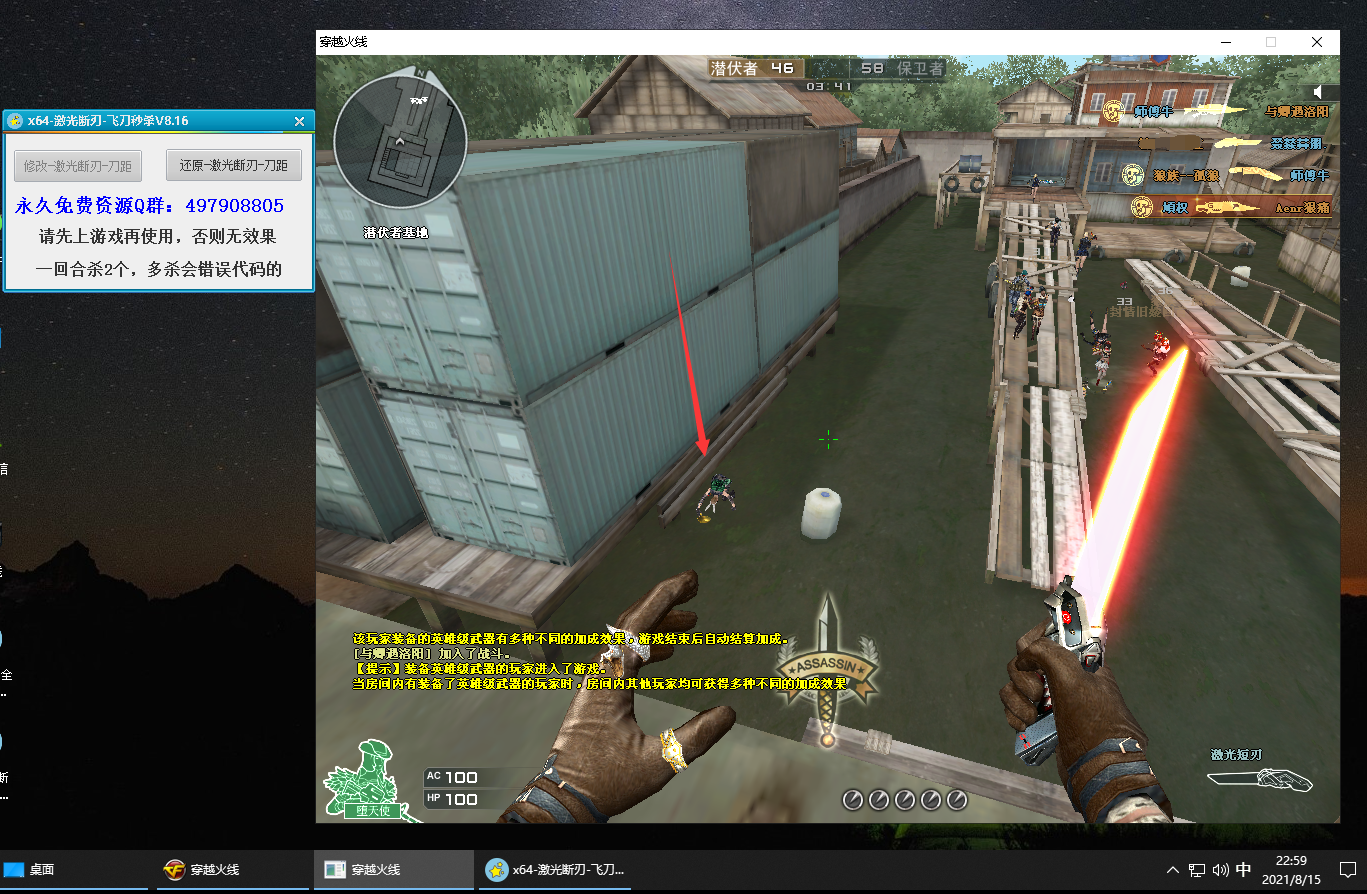 穿越火线
潜伏者 46
58 保卫者
03:41
N
师傅牛
与卿遇洛阳
狼族一孤狼
师傅牛
Aenr狠痛
潜伏者基地
33
x64-激光断刃-飞刀秒杀V8.16
修改-激光断刃-刀距
还原-激光断刃-刀距
永久免费资源Q群：497908805
请先上游戏再使用，否则无效果
一回合杀2个，多杀会错误代码的
信
全
...
新
...
该玩家装备的英雄级武器有多种不同的加成效果，游戏结束后自动结算加成。
[与卿遇洛阳] 加入了战斗。
【提示】装备英雄级武器的玩家进入了游戏。
当房间内有装备了英雄级武器的玩家时，房间内其他玩家均可获得多种不同的加成效果
ASSASSIN
激光短刃
AC 100
HP 100
堕天使
桌面
穿越火线
穿越火线
x64-激光断刃-飞刀...
中
22:59
2021/8/15